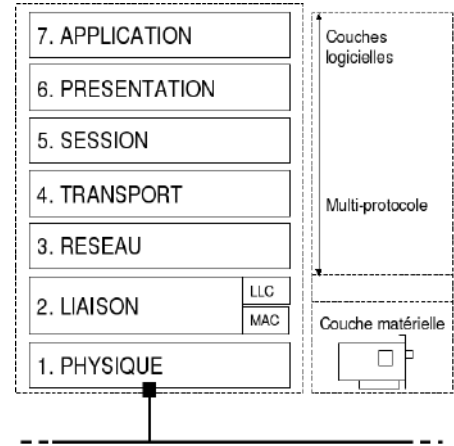 7. APPLICATION
6. PRESENTATION
5. SESSION
4. TRANSPORT
3. RESEAU
2. LIAISON
LLC
MAC
1. PHYSIQUE
Couches
logicielles
Multi-protocole
Couche matérielle